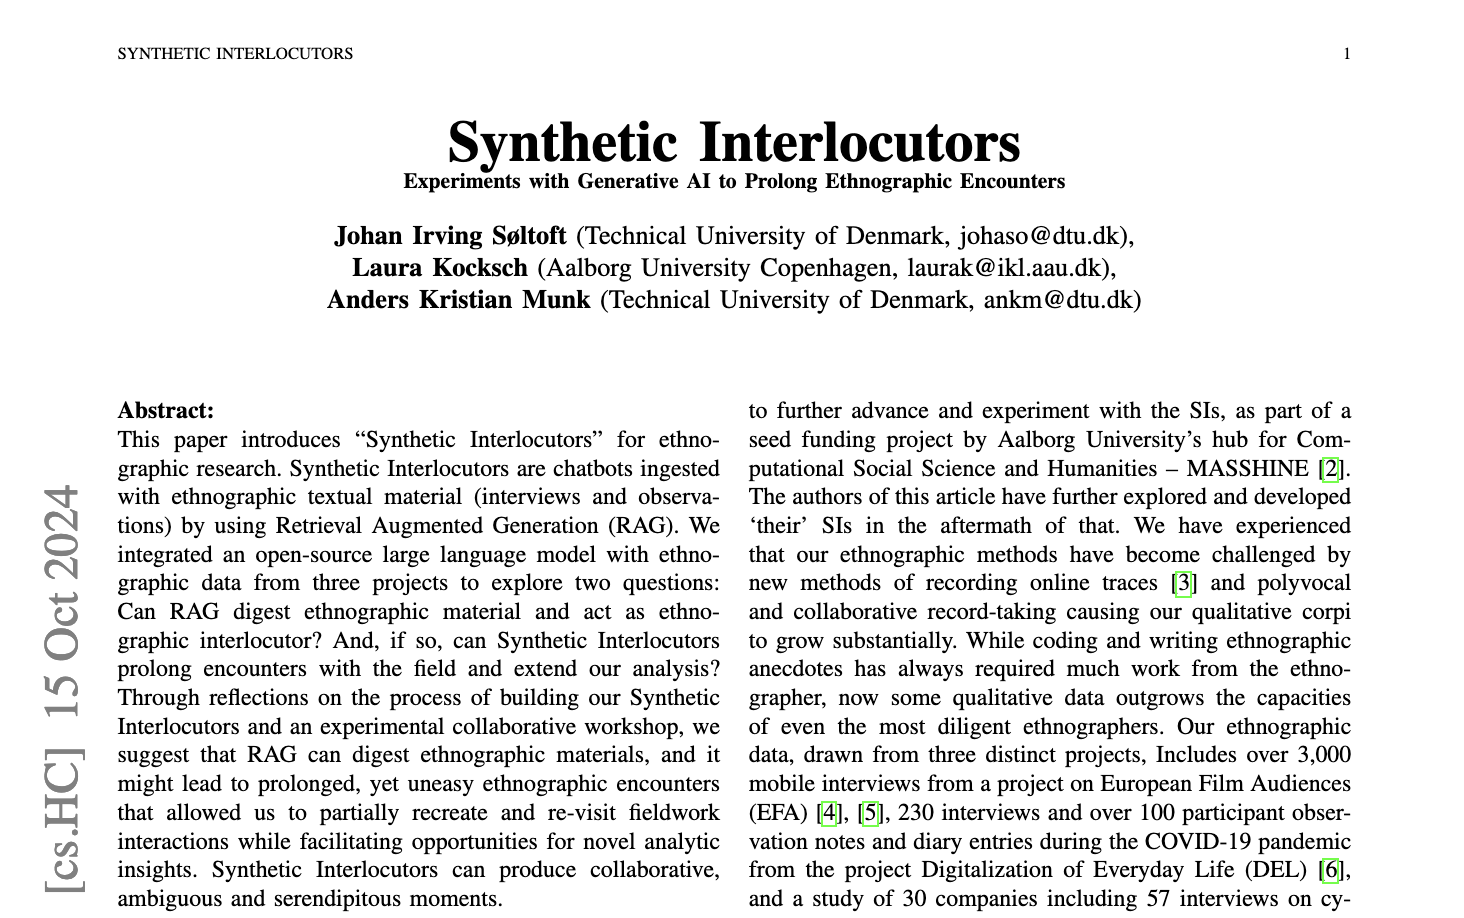 SYNTHETIC INTERLOCUTORS
1
Synthetic Interlocutors
Experiments with Generative AI to Prolong Ethnographic Encounters
Johan Irving Søltoft (Technical University of Denmark, johaso@dtu.dk),
Laura Kocksch (Aalborg University Copenhagen, laurak@ikl.aau.dk),
Anders Kristian Munk (Technical University of Denmark, ankm@dtu.dk)
[cs.HC] 15 Oct 2024
Abstract:
This paper introduces “Synthetic Interlocutors” for ethno-
graphic research. Synthetic Interlocutors are chatbots ingested
with ethnographic textual material (interviews and observa-
tions) by using Retrieval Augmented Generation (RAG). We
integrated an open-source large language model with ethno-
graphic data from three projects to explore two questions:
Can RAG digest ethnographic material and act as ethno-
graphic interlocutor? And, if so, can Synthetic Interlocutors
prolong encounters with the field and extend our analysis?
Through reflections on the process of building our Synthetic
Interlocutors and an experimental collaborative workshop, we
suggest that RAG can digest ethnographic materials, and it
might lead to prolonged, yet uneasy ethnographic encounters
that allowed us to partially recreate and re-visit fieldwork
interactions while facilitating opportunities for novel analytic
insights. Synthetic Interlocutors can produce collaborative,
ambiguous and serendipitous moments.
to further advance and experiment with the SIs, as part of a
seed funding project by Aalborg University’s hub for Com-
putational Social Science and Humanities – MASSHINE [2].
The authors of this article have further explored and developed
‘their’ SIs in the aftermath of that. We have experienced
that our ethnographic methods have become challenged by
new methods of recording online traces [3] and polyvocal
and collaborative record-taking causing our qualitative corpi
to grow substantially. While coding and writing ethnographic
anecdotes has always required much work from the ethno-
grapher, now some qualitative data outgrows the capacities
of even the most diligent ethnographers. Our ethnographic
data, drawn from three distinct projects, Includes over 3,000
mobile interviews from a project on European Film Audiences
(EFA) [4], [5], 230 interviews and over 100 participant obser-
vation notes and diary entries during the COVID-19 pandemic
from the project Digitalization of Everyday Life (DEL) [6],
and a study of 30 companies including 57 interviews on cy-